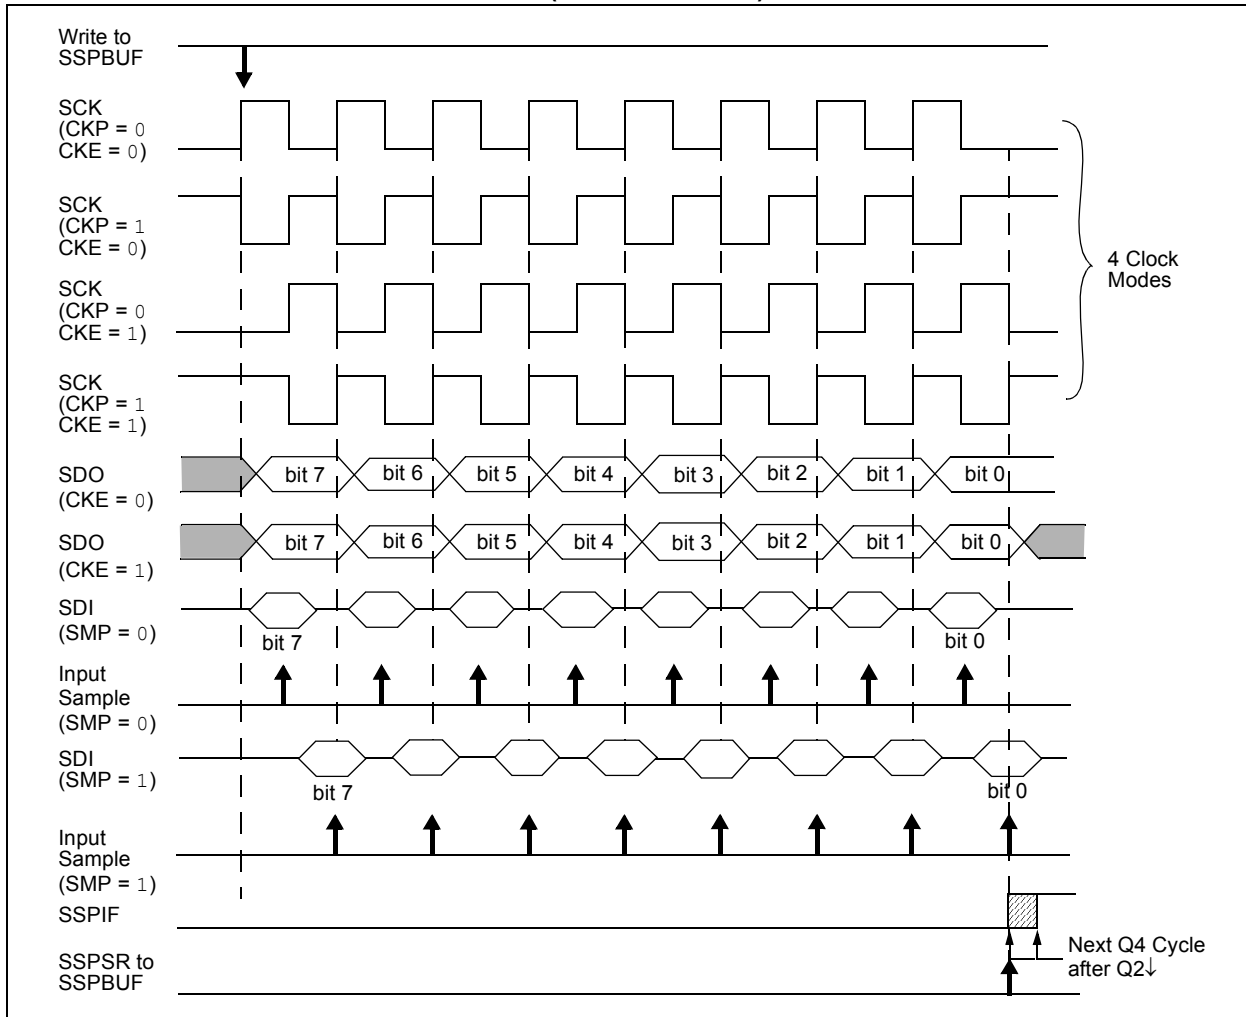 Write to
SSPBUF
SCK
(CKP = 0
CKE = 0)
SCK
(CKP = 1
CKE = 0)
SCK
(CKP = 0
CKE = 1)
SCK
(CKP = 1
CKE = 1)
4 Clock
Modes
SDO
(CKE = 0)
bit 7 bit 6 bit 5 bit 4 bit 3 bit 2 bit 1 bit 0
SDO
(CKE = 1)
bit 7 bit 6 bit 5 bit 4 bit 3 bit 2 bit 1 bit 0
SDI
(SMP = 0)
bit 7 bit 0
Input
Sample
(SMP = 0)
SDI
(SMP = 1)
bit 7 bit 0
Input
Sample
(SMP = 1)
SSPIF
Next Q4 Cycle
after Q2↓
SSPSR to
SSPBUF